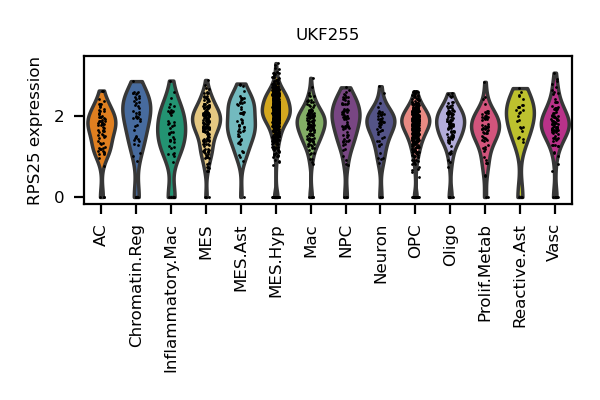 UKF255
RPS25 expression
2
0
AC
Chromatin.Reg
Inflammatory.Mac
MES
MES.Ast
MES.Hyp
Mac
NPC
Neuron
OPC
Oligo
Prolif.Metab
Reactive.Ast
Vasc